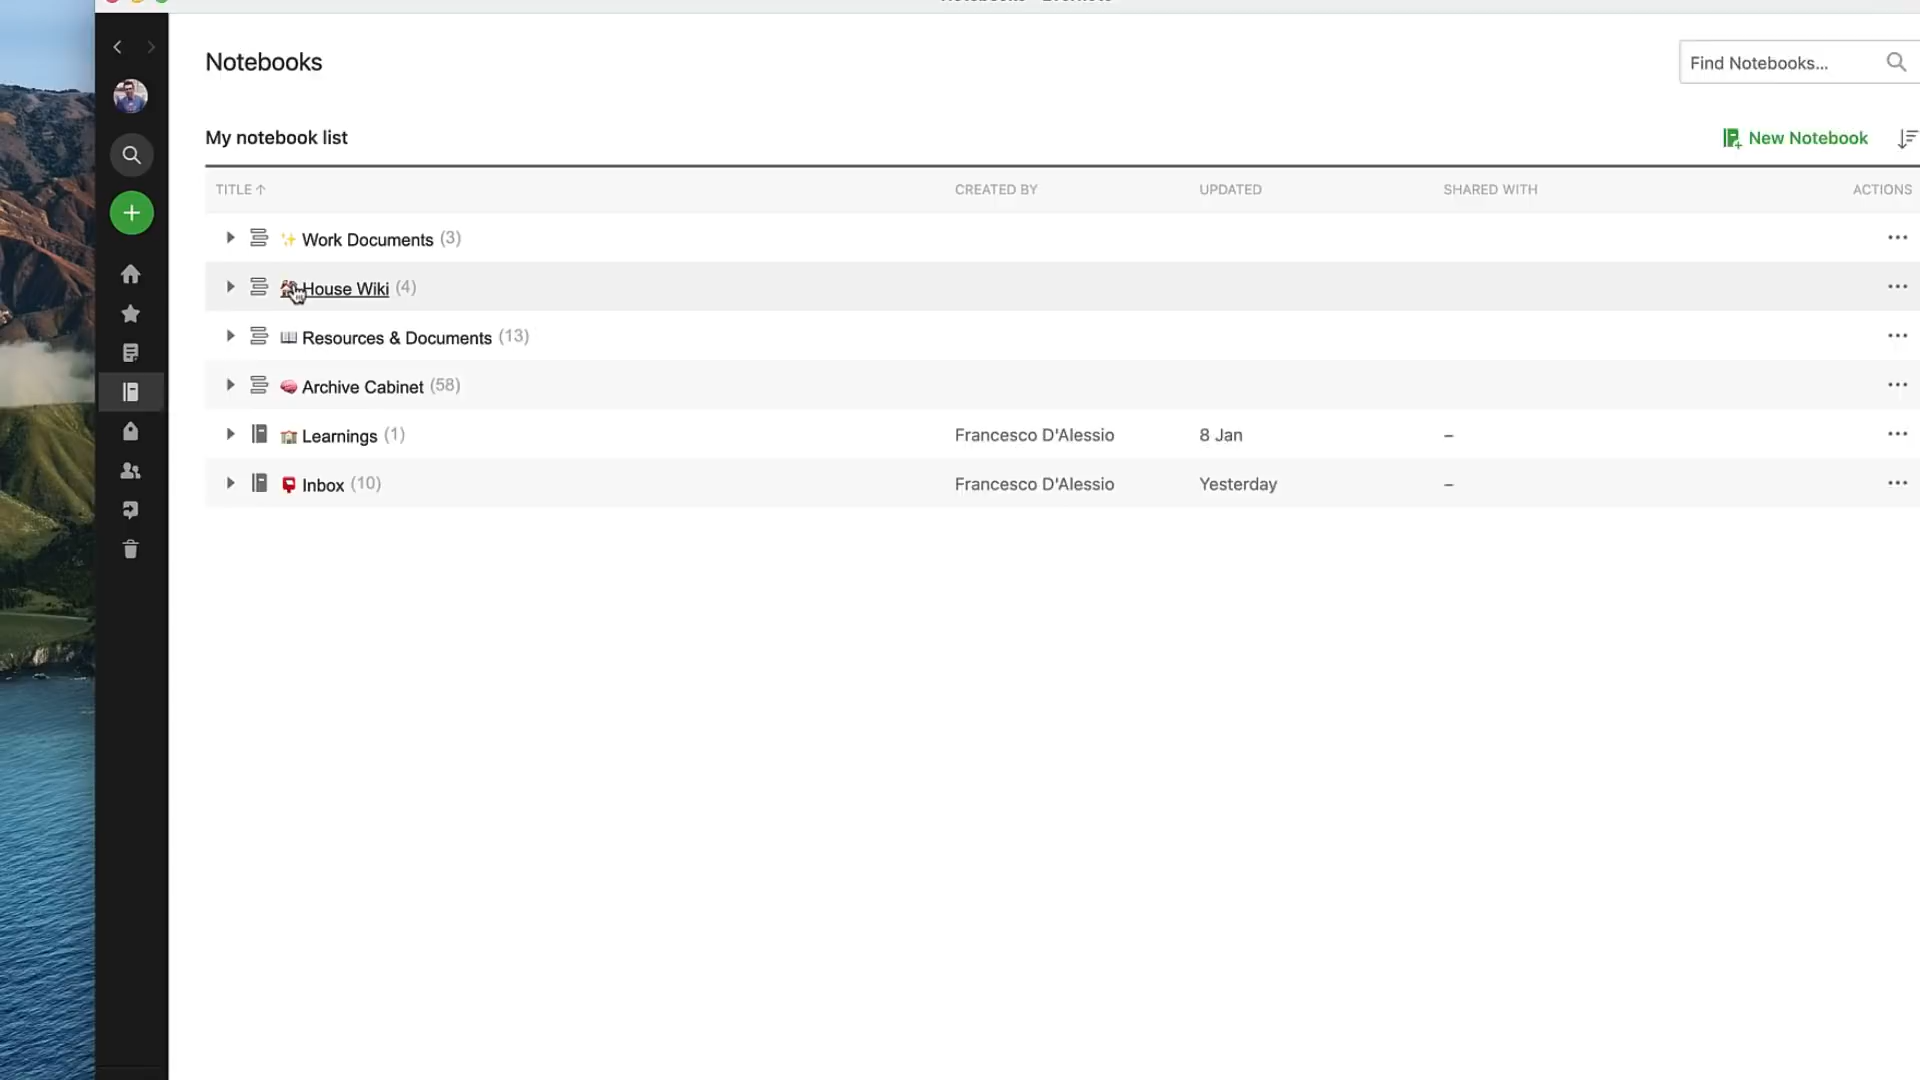 Notebooks
Find Notebooks...
My notebook list
New Notebook
TITLE CREATED BY UPDATED SHARED WITH ACTIONS
Work Documents (3)
House Wiki (4)
Resources & Documents (13)
Archive Cabinet (58)
Learnings (1) Francesco D'Alessio 8 Jan –
Inbox (10) Francesco D'Alessio Yesterday –